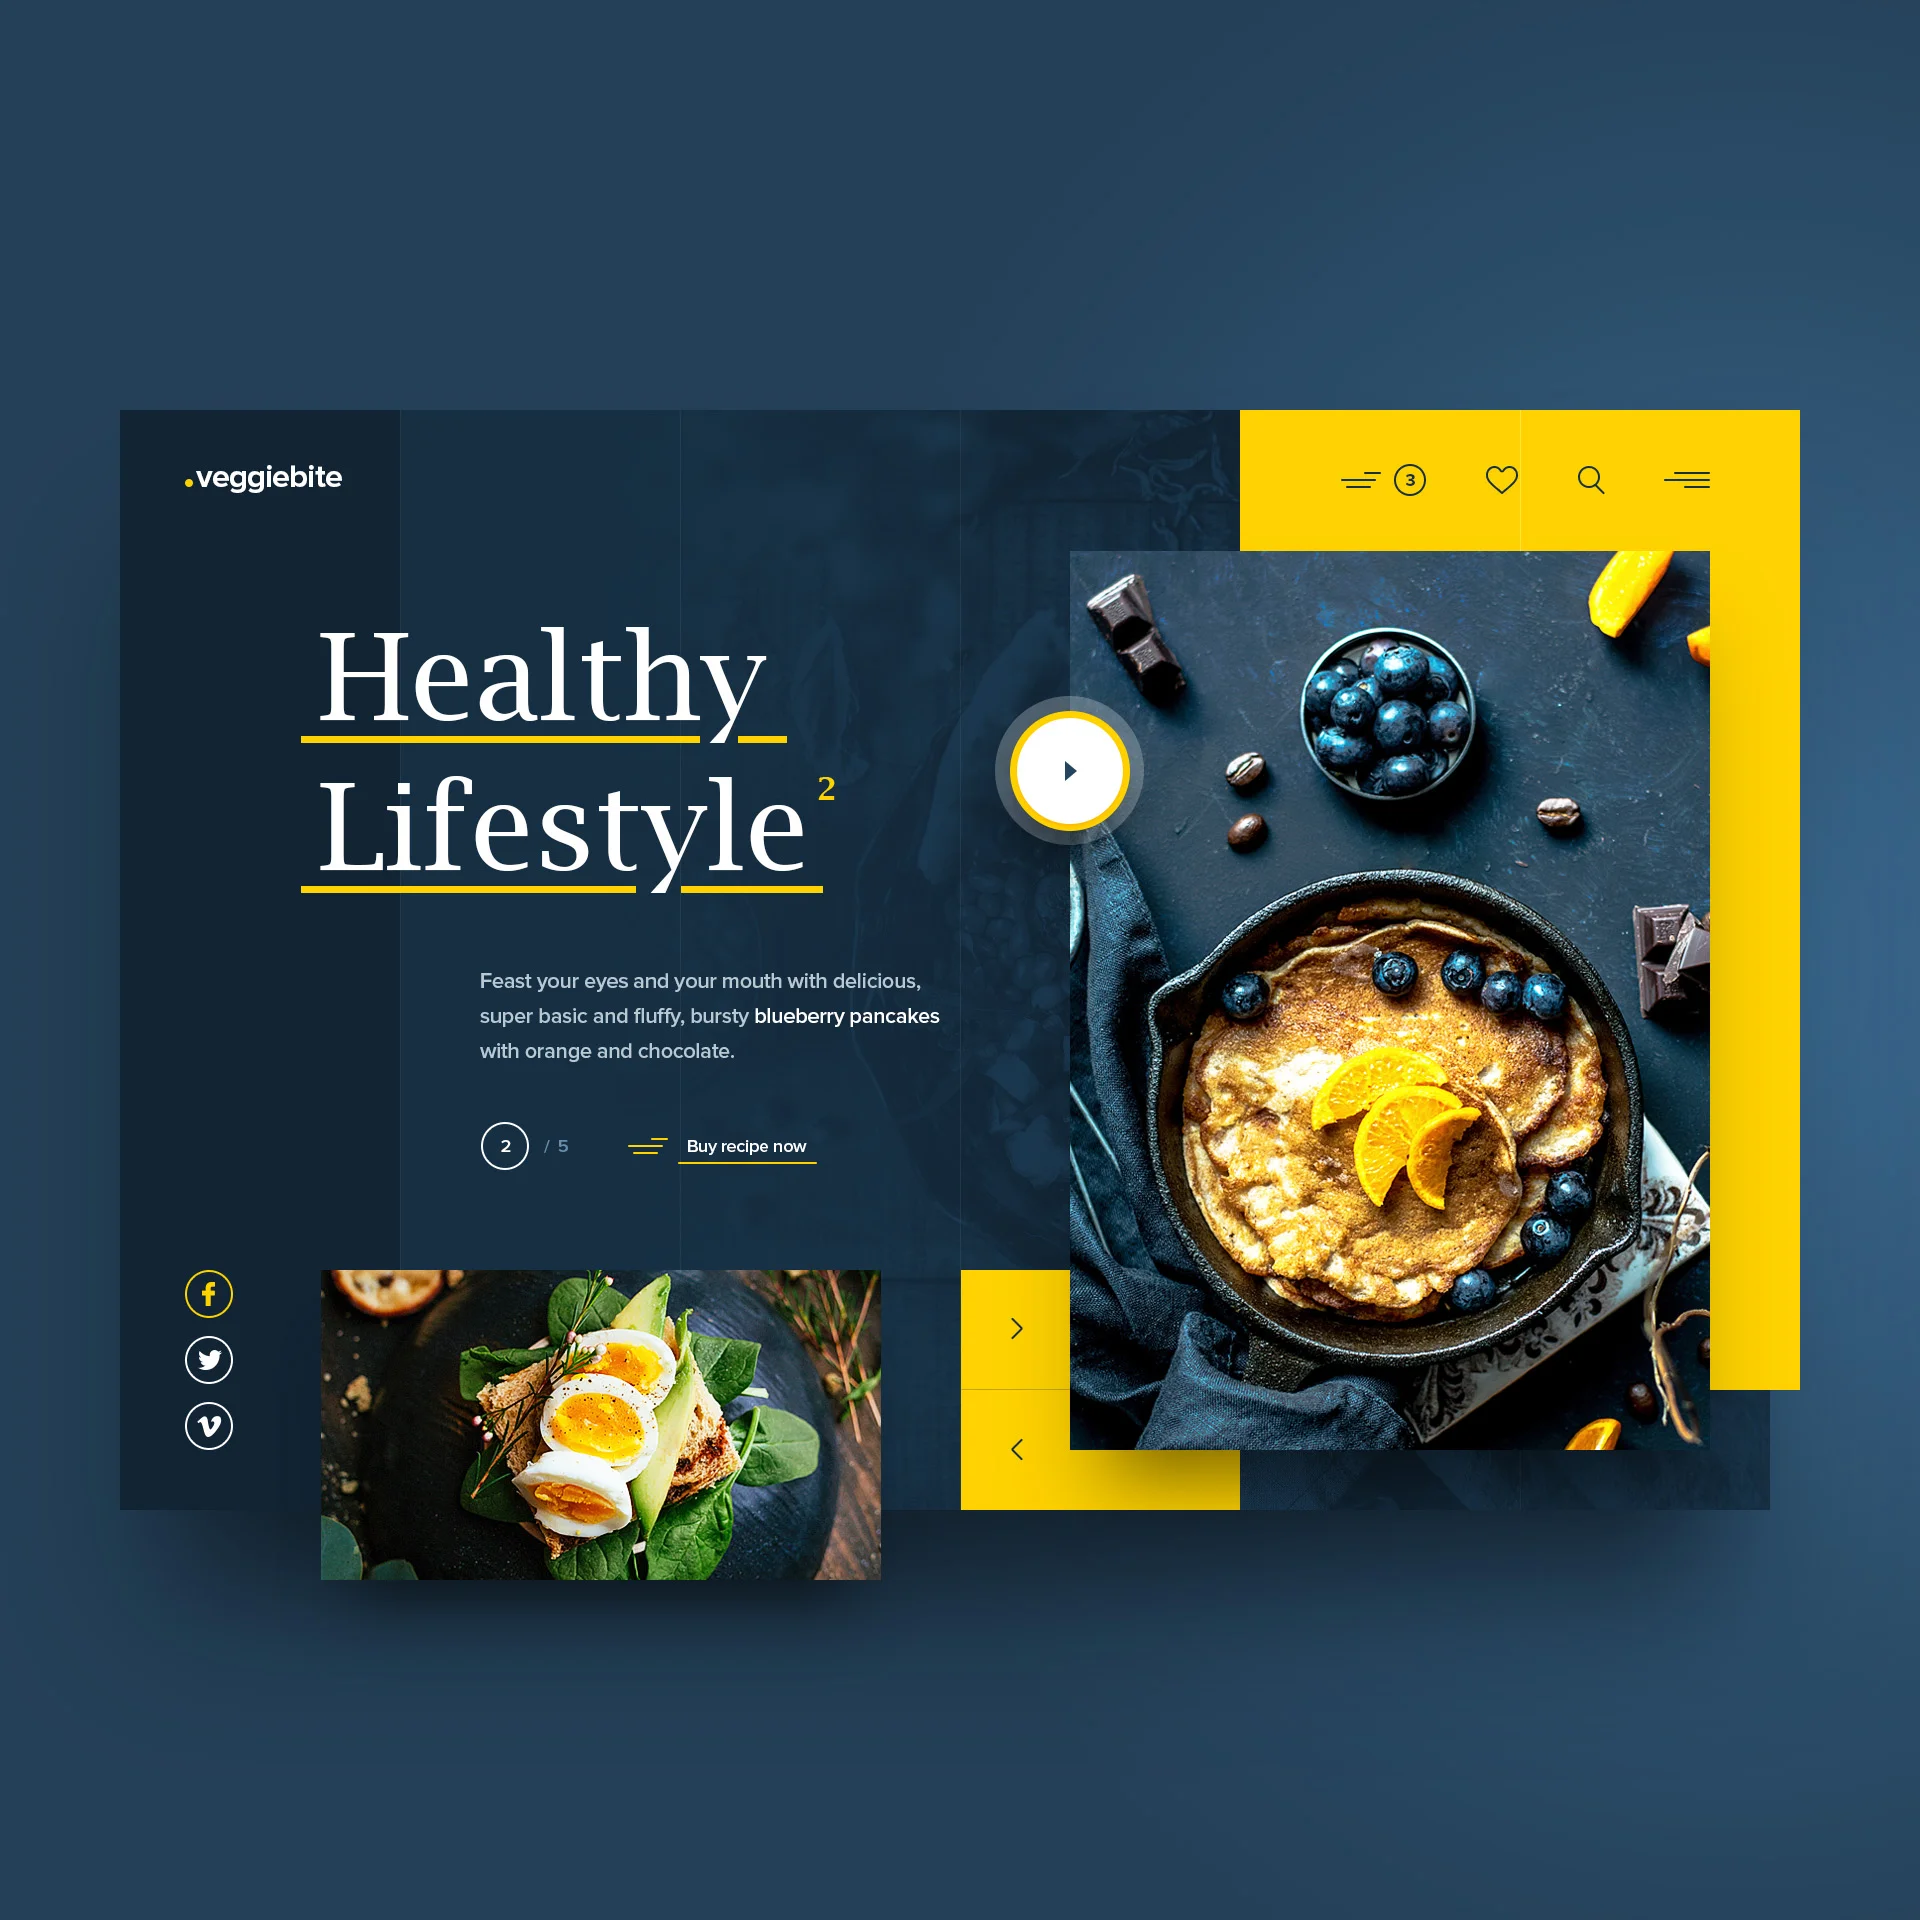 .veggiebite
3
Healthy
Lifestyle 2
Feast your eyes and your mouth with delicious,
super basic and fluffy, bursty blueberry pancakes
with orange and chocolate.
2 / 5
Buy recipe now